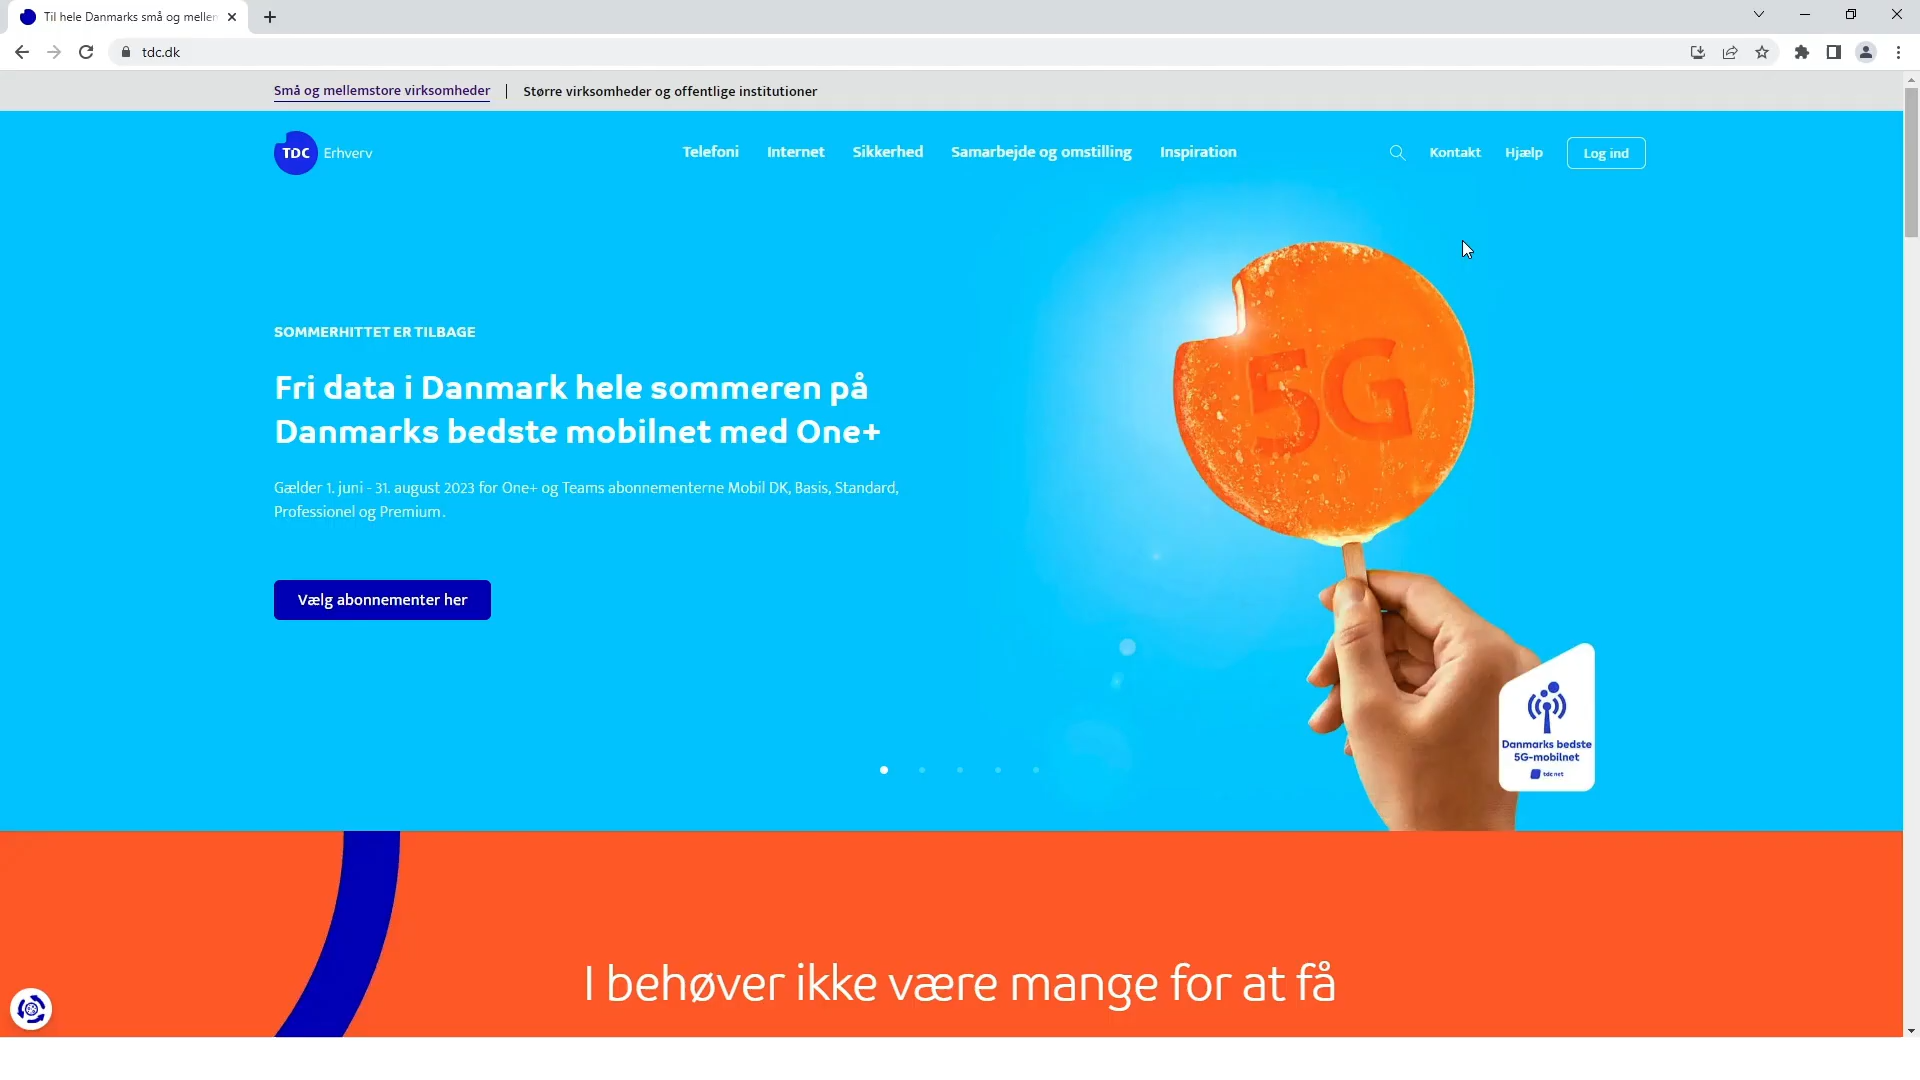 Til hele Danmarks små og mellem
tdc.dk
Små og mellemstore virksomheder | Større virksomheder og offentlige institutioner
TDC Erhverv
Telefoni Internet Sikkerhed Samarbejde og omstilling Inspiration
Kontakt Hjælp Log ind
SOMMERHITTET ER TILBAGE
Fri data i Danmark hele sommeren på
Danmarks bedste mobilnet med One+
Gælder 1. juni - 31. august 2023 for One+ og Teams abonnementerne Mobil DK, Basis, Standard,
Professionel og Premium.
Vælg abonnementer her
5G
Danmarks bedste
5G-mobilnet
tdc net
I behøver ikke være mange for at få